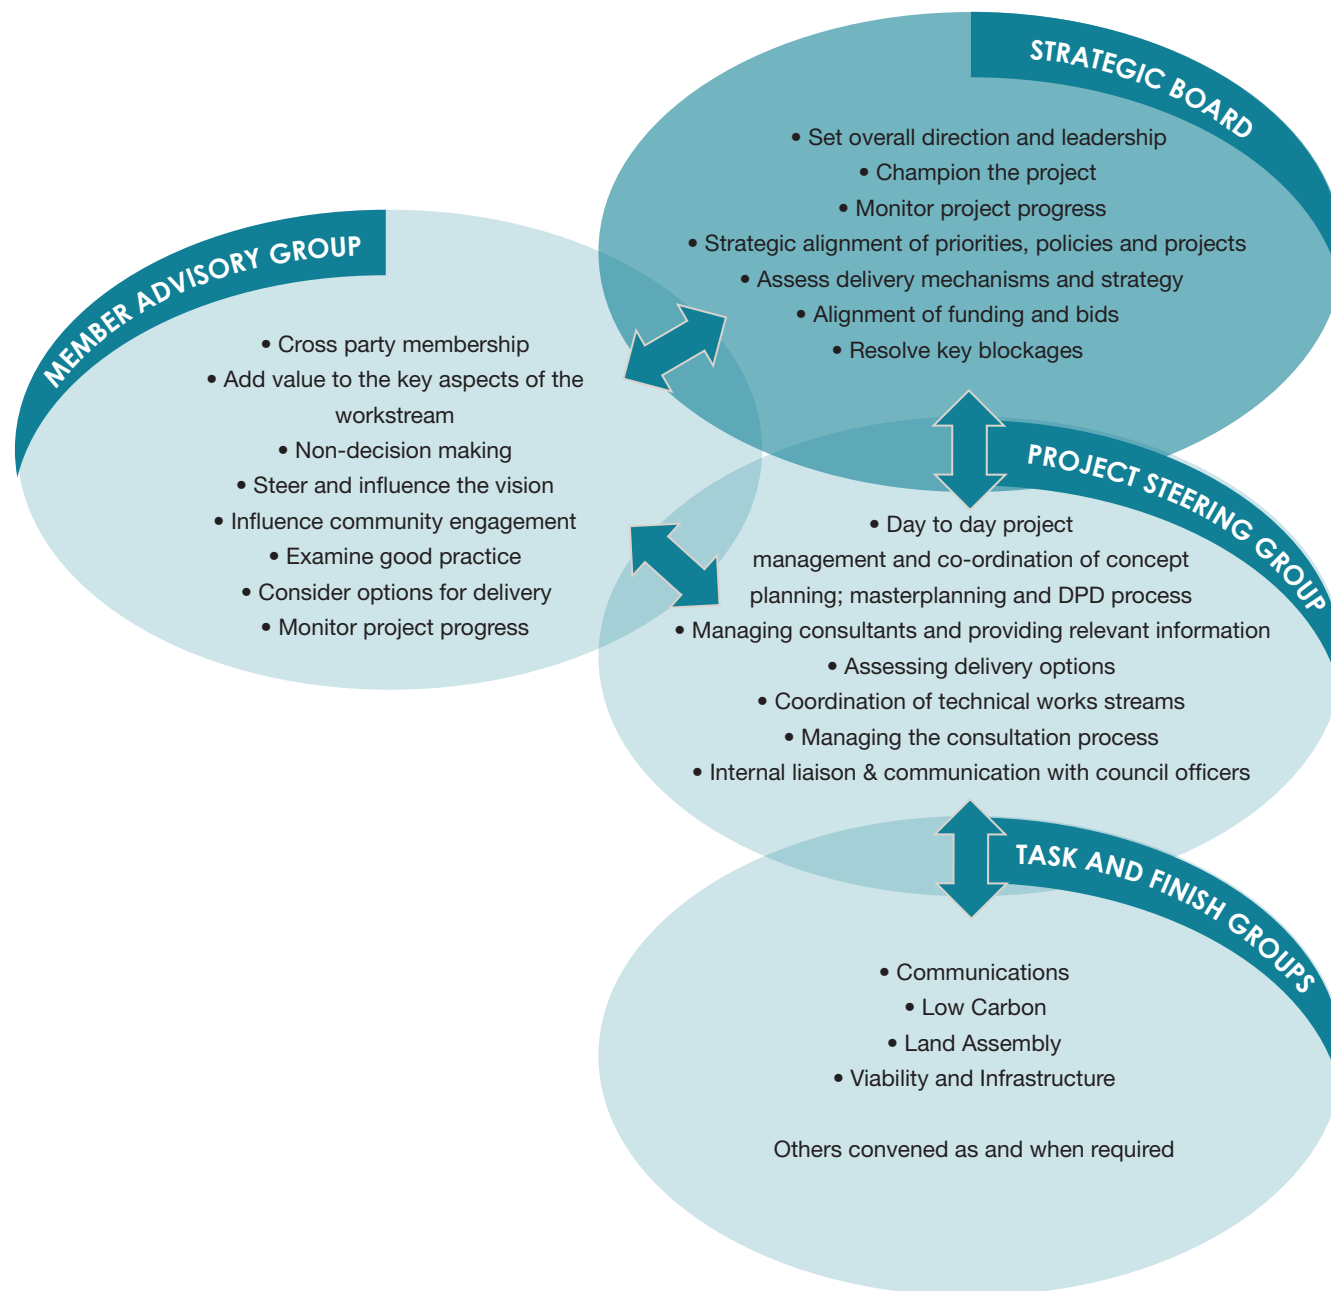 STRATEGIC BOARD
• Set overall direction and leadership
• Champion the project
• Monitor project progress
• Strategic alignment of priorities, policies and projects
• Assess delivery mechanisms and strategy
• Alignment of funding and bids
• Resolve key blockages
MEMBER ADVISORY GROUP
• Cross party membership
• Add value to the key aspects of the
workstream
• Non-decision making
• Steer and influence the vision
• Influence community engagement
• Examine good practice
• Consider options for delivery
• Monitor project progress
PROJECT STEERING GROUP
• Day to day project
management and co-ordination of concept
planning; masterplanning and DPD process
• Managing consultants and providing relevant information
• Assessing delivery options
• Coordination of technical works streams
• Managing the consultation process
• Internal liaison & communication with council officers
TASK AND FINISH GROUPS
• Communications
• Low Carbon
• Land Assembly
• Viability and Infrastructure
Others convened as and when required